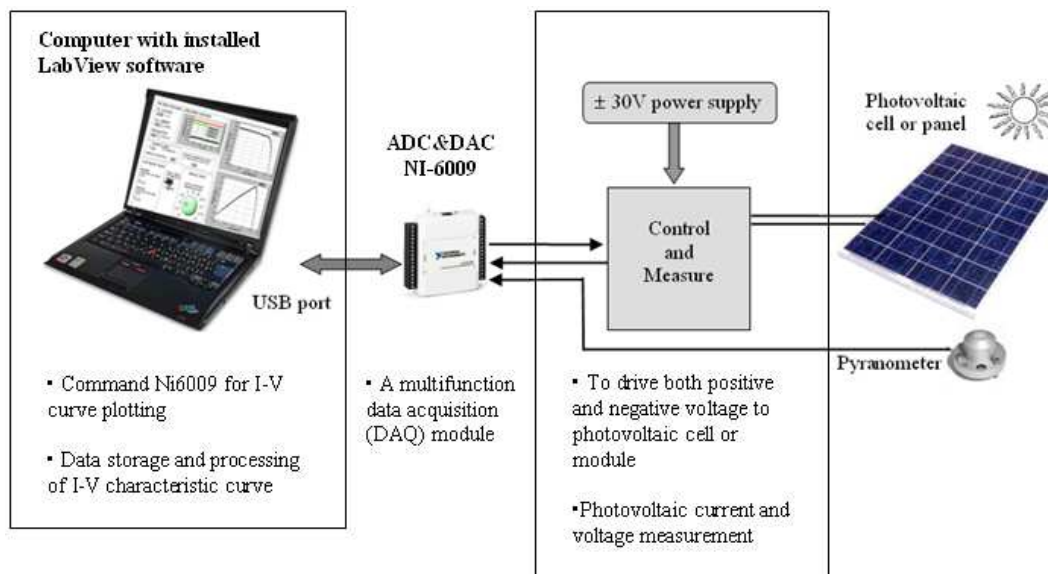 Computer with installed
LabView software
ADC&DAC
NI-6009
USB port
▪ Command Ni6009 for I-V
curve plotting
▪ Data storage and processing
of I-V characteristic curve
▪ A multifunction
data acquisition
(DAQ) module
± 30V power supply
Control
and
Measure
▪ To drive both positive
and negative voltage to
photovoltaic cell or
module
▪Photovoltaic current and
voltage measurement
Photovoltaic
cell or panel
Pyranometer